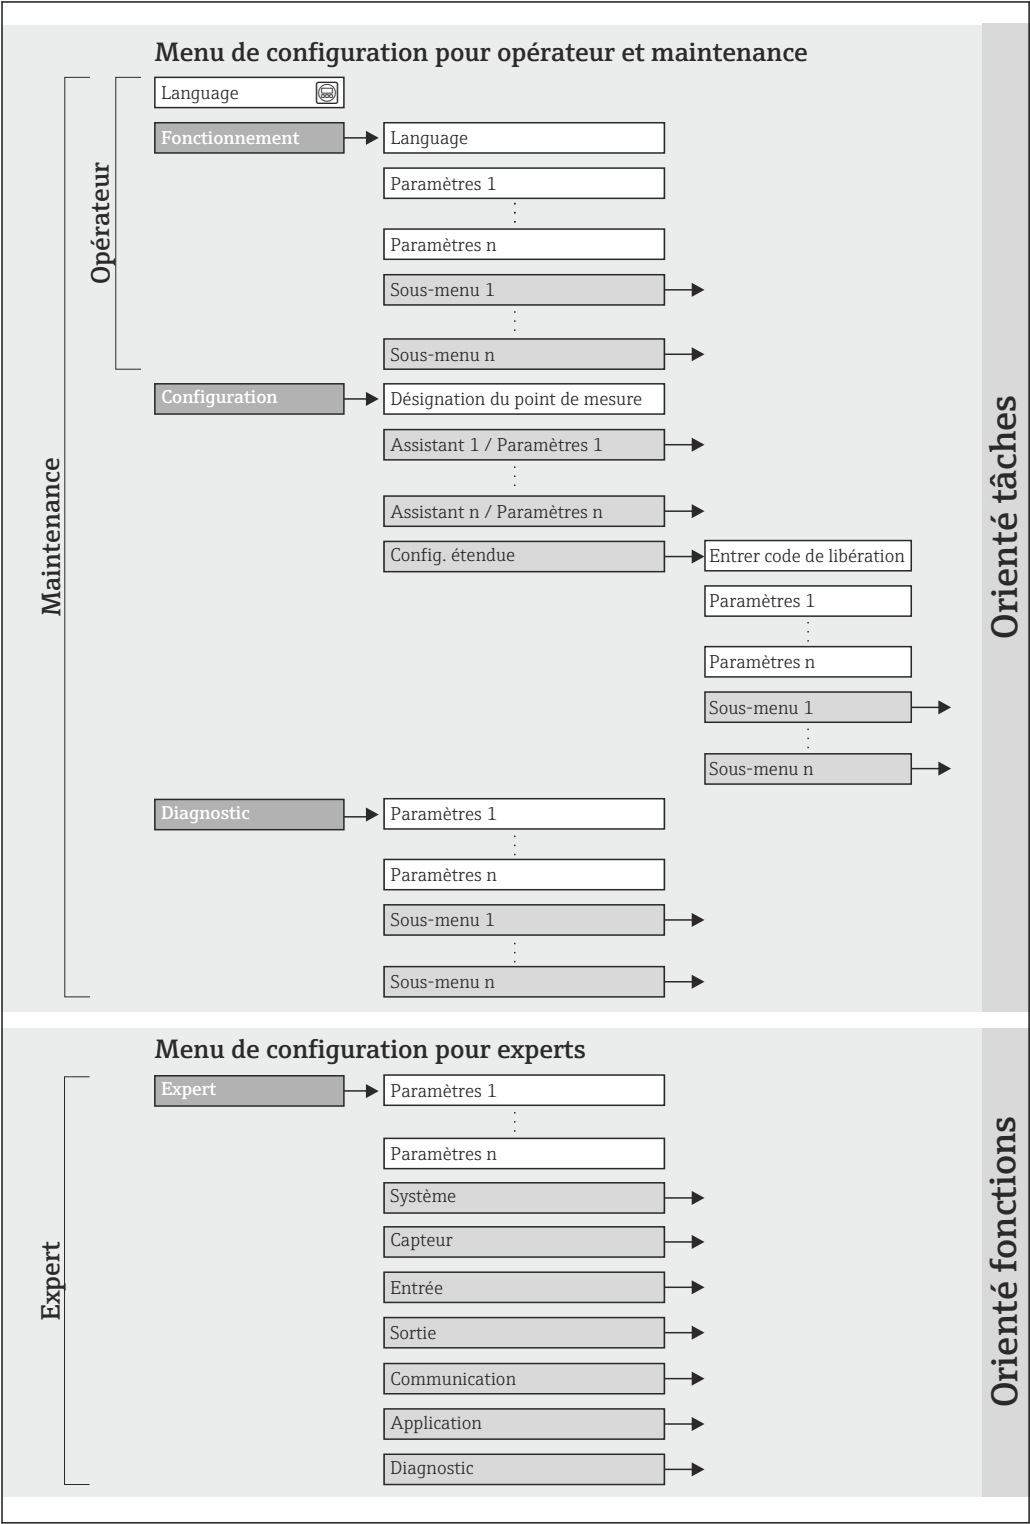 Menu de configuration pour opérateur et maintenance
Language
Fonctionnement
Language
Paramètres 1
Paramètres n
Sous-menu 1
Sous-menu n
Opérateur
Configuration
Désignation du point de mesure
Assistant 1 / Paramètres 1
Assistant n / Paramètres n
Config. étendue
Entrer code de libération
Paramètres 1
Paramètres n
Sous-menu 1
Sous-menu n
Diagnostic
Paramètres 1
Paramètres n
Sous-menu 1
Sous-menu n
Maintenance
Orienté tâches
Menu de configuration pour experts
Expert
Paramètres 1
Paramètres n
Système
Capteur
Entrée
Sortie
Communication
Application
Diagnostic
Expert
Orienté fonctions